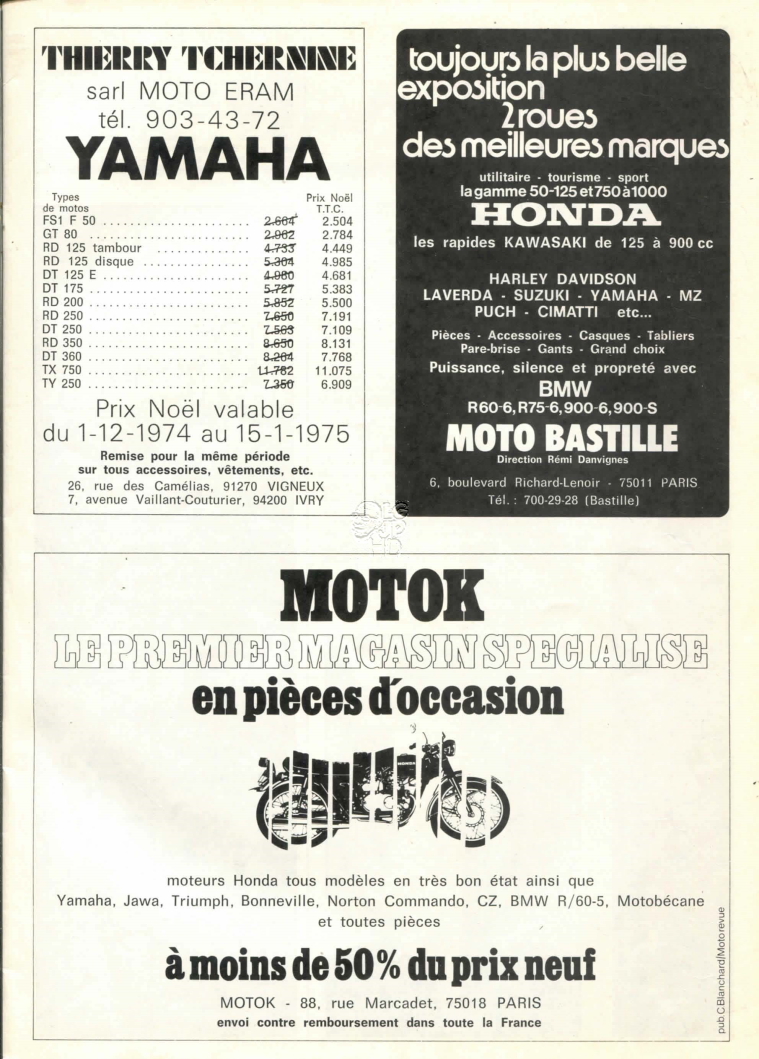 THIERRY TCHERNINE
sarl MOTO ERAM
tél. 903-43-72
YAMAHA
Types
de motos
Prix Noël
T.T.C.
FS1 F 50 ........................ 2.664 2.504
GT 80 ........................ 2.962 2.784
RD 125 tambour ................ 4.733 4.449
RD 125 disque ................ 5.304 4.985
DT 125 E ........................ 4.980 4.681
DT 175 ........................ 5.727 5.383
RD 200 ........................ 5.852 5.500
RD 250 ........................ 7.650 7.191
DT 250 ........................ 7.563 7.109
RD 350 ........................ 8.650 8.131
DT 360 ........................ 8.264 7.768
TX 750 ........................ 11.782 11.075
TY 250 ........................ 7.350 6.909
Prix Noël valable
du 1-12-1974 au 15-1-1975
Remise pour la même période
sur tous accessoires, vêtements, etc.
26, rue des Camélias, 91270 VIGNEUX
7, avenue Vaillant-Couturier, 94200 IVRY
toujours la plus belle
exposition
2 roues
des meilleures marques
utilitaire - tourisme - sport
la gamme 50-125 et 750 à 1000
HONDA
les rapides KAWASAKI de 125 à 900 cc
HARLEY DAVIDSON
LAVERDA - SUZUKI - YAMAHA - MZ
PUCH - CIMATTI etc...
Pièces - Accessoires - Casques - Tabliers
Pare-brise - Gants - Grand choix
Puissance, silence et propreté avec
BMW
R60-6, R75-6, 900-6, 900-S
MOTO BASTILLE
Direction Rémi Danvignes
6, boulevard Richard-Lenoir - 75011 PARIS
Tél. : 700-29-28 (Bastille)
MOTOK
LE PREMIER MAGASIN SPECIALISE
en pièces d'occasion
HONDA
moteurs Honda tous modèles en très bon état ainsi que
Yamaha, Jawa, Triumph, Bonneville, Norton Commando, CZ, BMW R/60-5, Motobécane
et toutes pièces
à moins de 50% du prix neuf
MOTOK - 88, rue Marcadet, 75018 PARIS
envoi contre remboursement dans toute la France
pub C.Blanchard/Motorevue